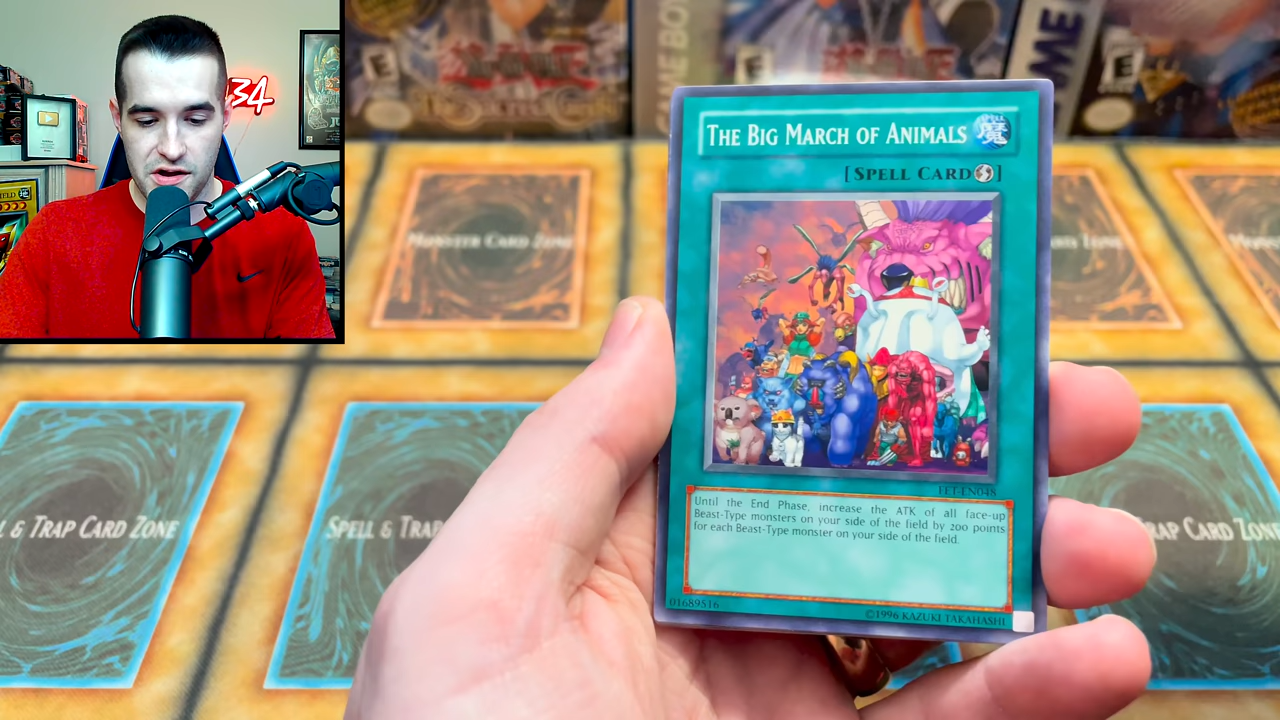 34
E
GAME BOY
E
E
MONSTER CARD ZONE
THE BIG MARCH OF ANIMALS
SPELL
魔
[SPELL CARD]
FET-EN048
Until the End Phase, increase the ATK of all face-up
Beast-Type monsters on your side of the field by 200 points
for each Beast-Type monster on your side of the field.
01689516
©1996 KAZUKI TAKAHASHI
L & TRAP CARD ZONE
SPELL & TRAP
TRAP CARD ZONE